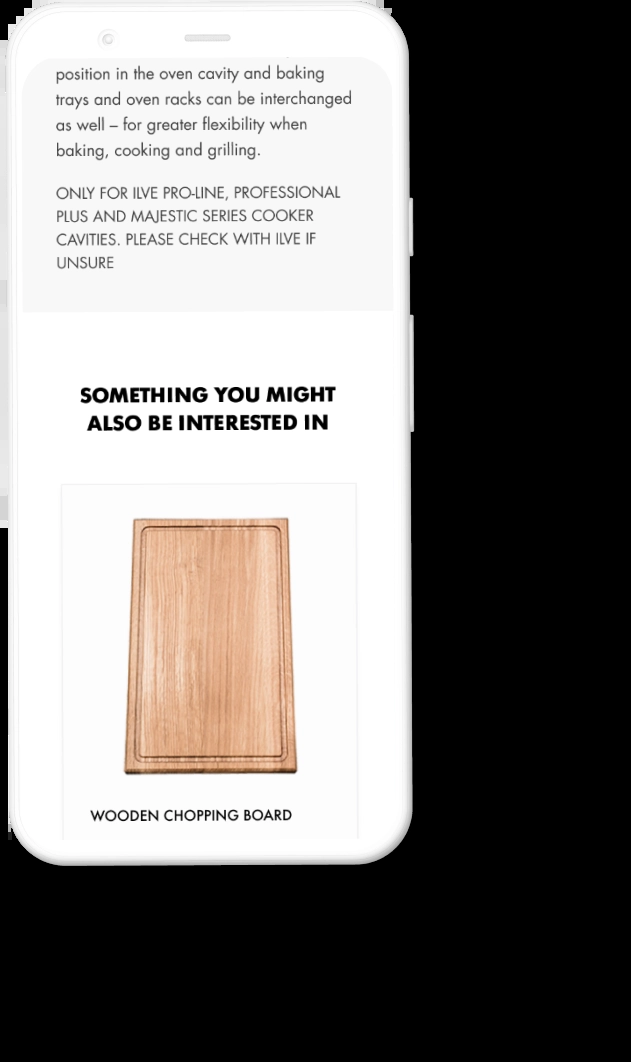 position in the oven cavity and baking
trays and oven racks can be interchanged
as well – for greater flexibility when
baking, cooking and grilling.
ONLY FOR ILVE PRO-LINE, PROFESSIONAL
PLUS AND MAJESTIC SERIES COOKER
CAVITIES. PLEASE CHECK WITH ILVE IF
UNSURE
SOMETHING YOU MIGHT
ALSO BE INTERESTED IN
WOODEN CHOPPING BOARD